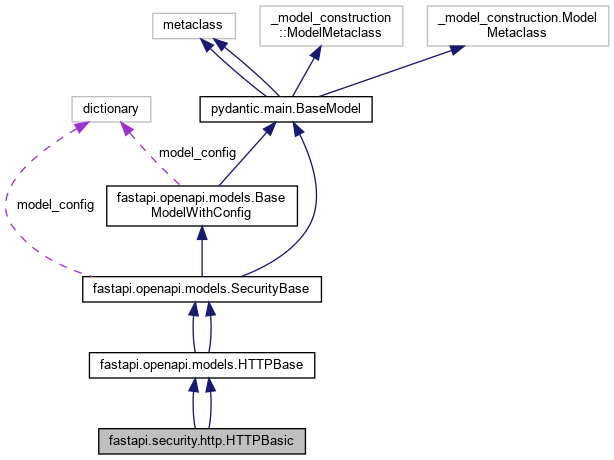 metaclass
_model_construction
::ModelMetaclass
_model_construction.Model
Metaclass
dictionary
pydantic.main.BaseModel
model_config
fastapi.openapi.models.Base
ModelWithConfig
model_config
fastapi.openapi.models.SecurityBase
fastapi.openapi.models.HTTPBase
fastapi.security.http.HTTPBasic